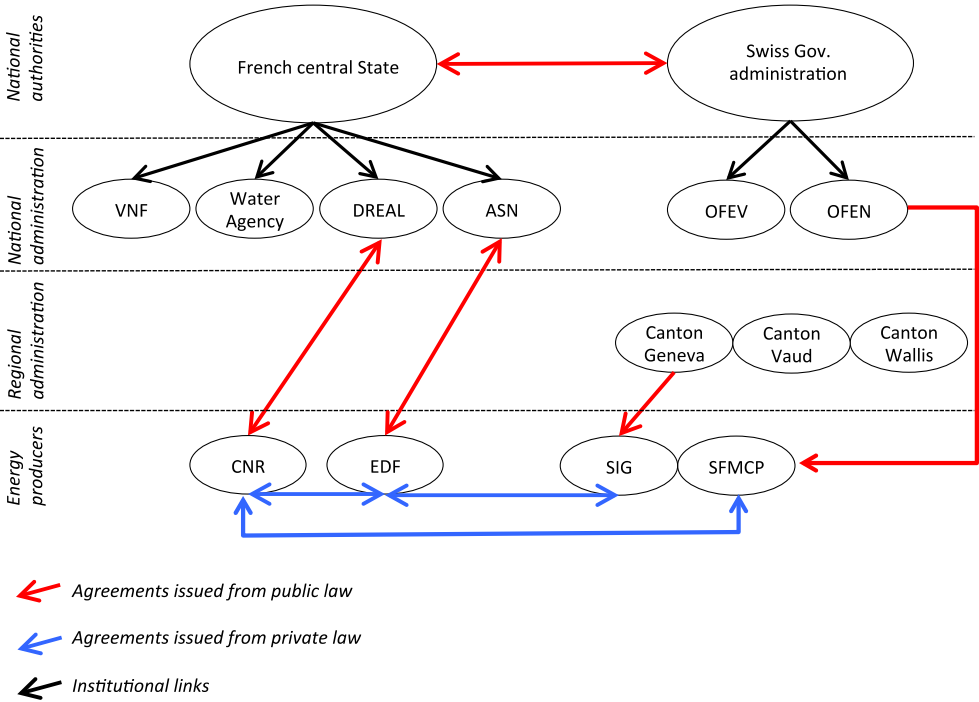 National
authorities
French central State
Swiss Gov.
administration
National
administration
VNF
Water
Agency
DREAL
ASN
OFEV
OFEN
Regional
administration
Canton
Geneva
Canton
Vaud
Canton
Wallis
Energy
producers
CNR
EDF
SIG
SFMCP
Agreements issued from public law
Agreements issued from private law
Institutional links